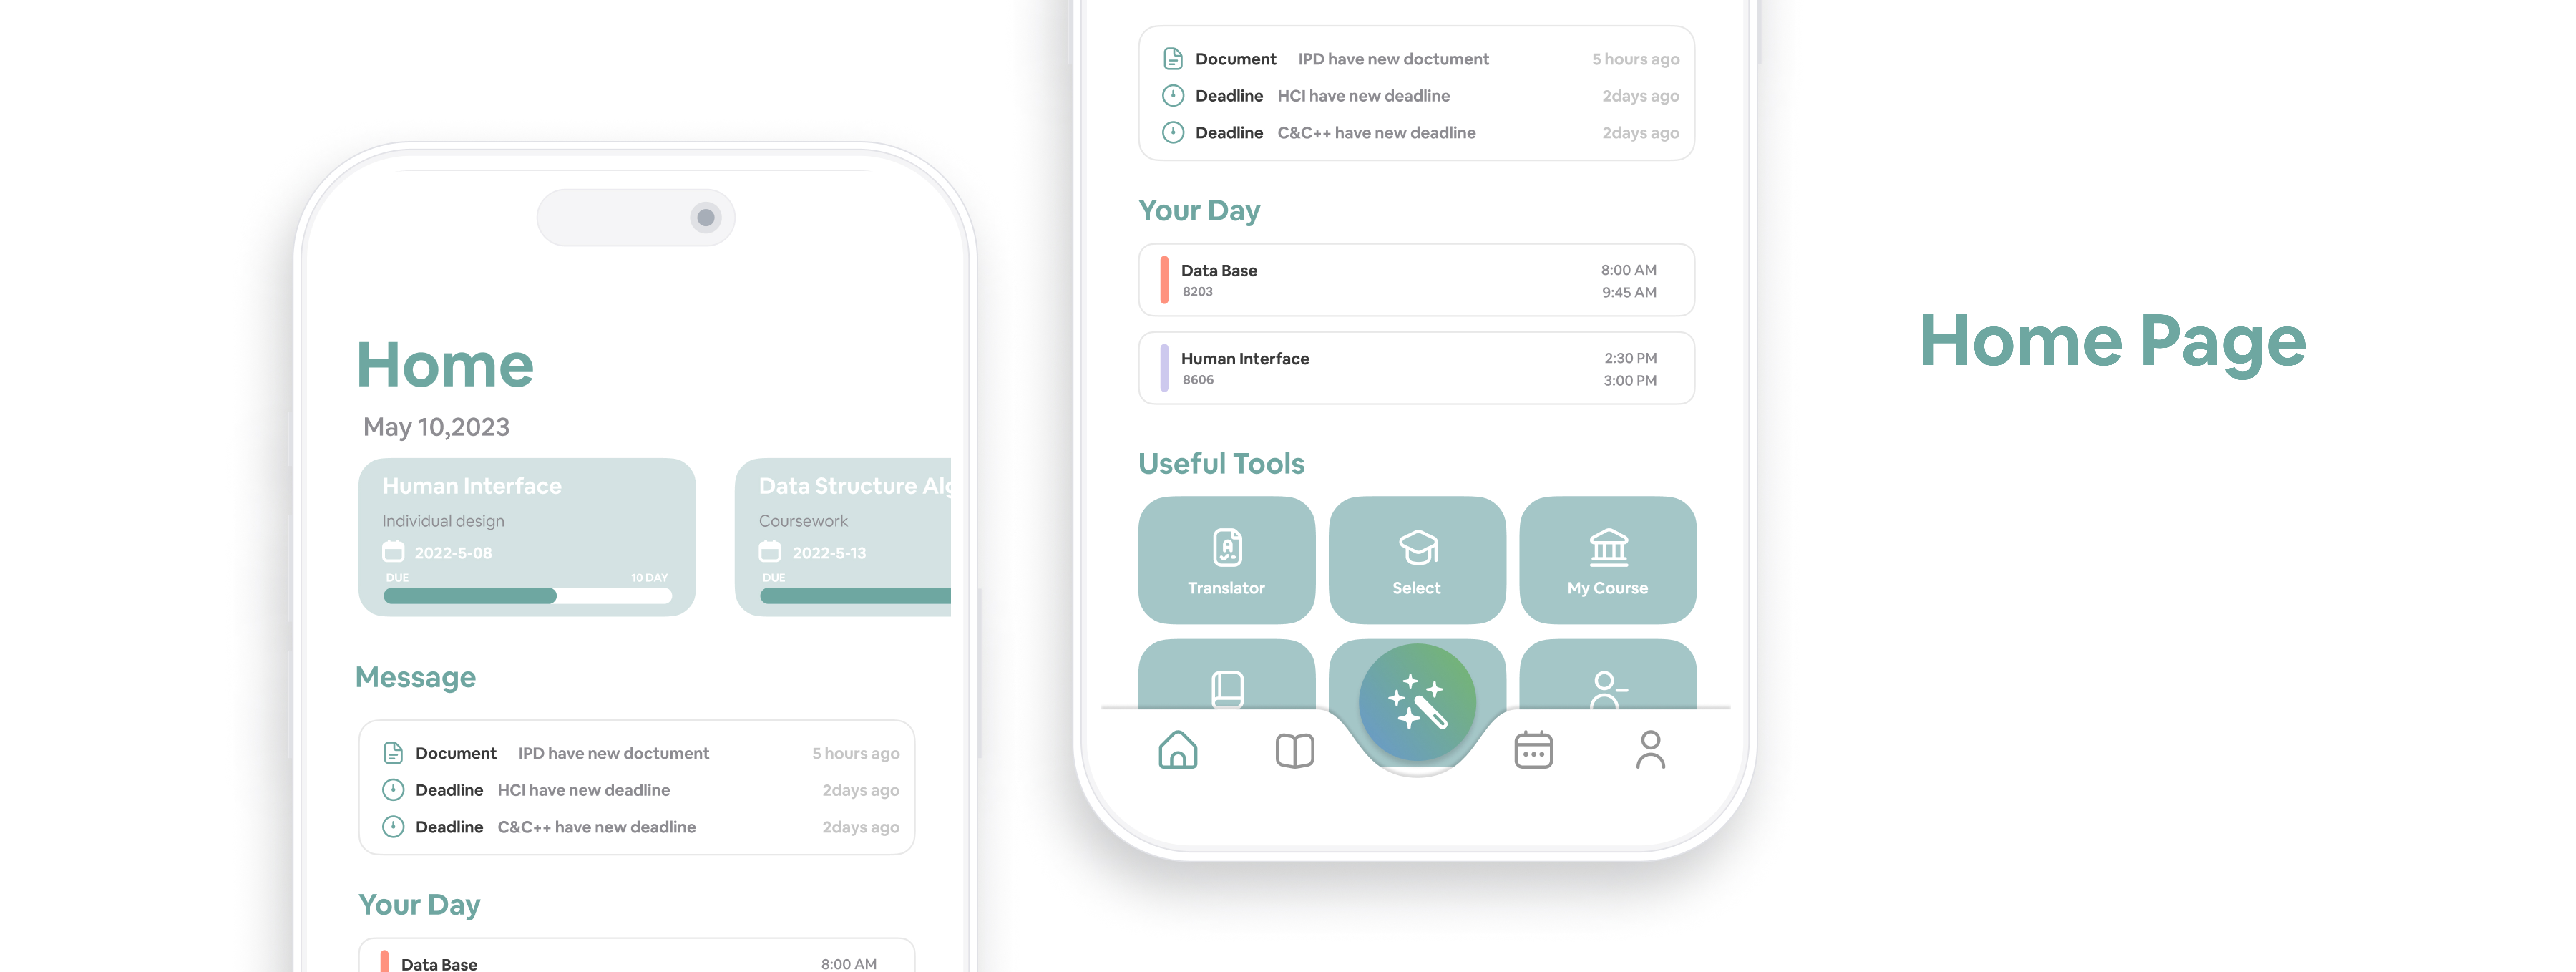 Home
May 10,2023
Human Interface
Individual design
2022-5-08
DUE 10 DAY
Data Structure Alg
Coursework
2022-5-13
DUE
Message
Document IPD have new doctument 5 hours ago
Deadline HCI have new deadline 2days ago
Deadline C&C++ have new deadline 2days ago
Your Day
Data Base 8:00 AM
Document IPD have new doctument 5 hours ago
Deadline HCI have new deadline 2days ago
Deadline C&C++ have new deadline 2days ago
Your Day
Data Base 8:00 AM
8203 9:45 AM
Human Interface 2:30 PM
8606 3:00 PM
Useful Tools
Translator Select My Course
Home Page